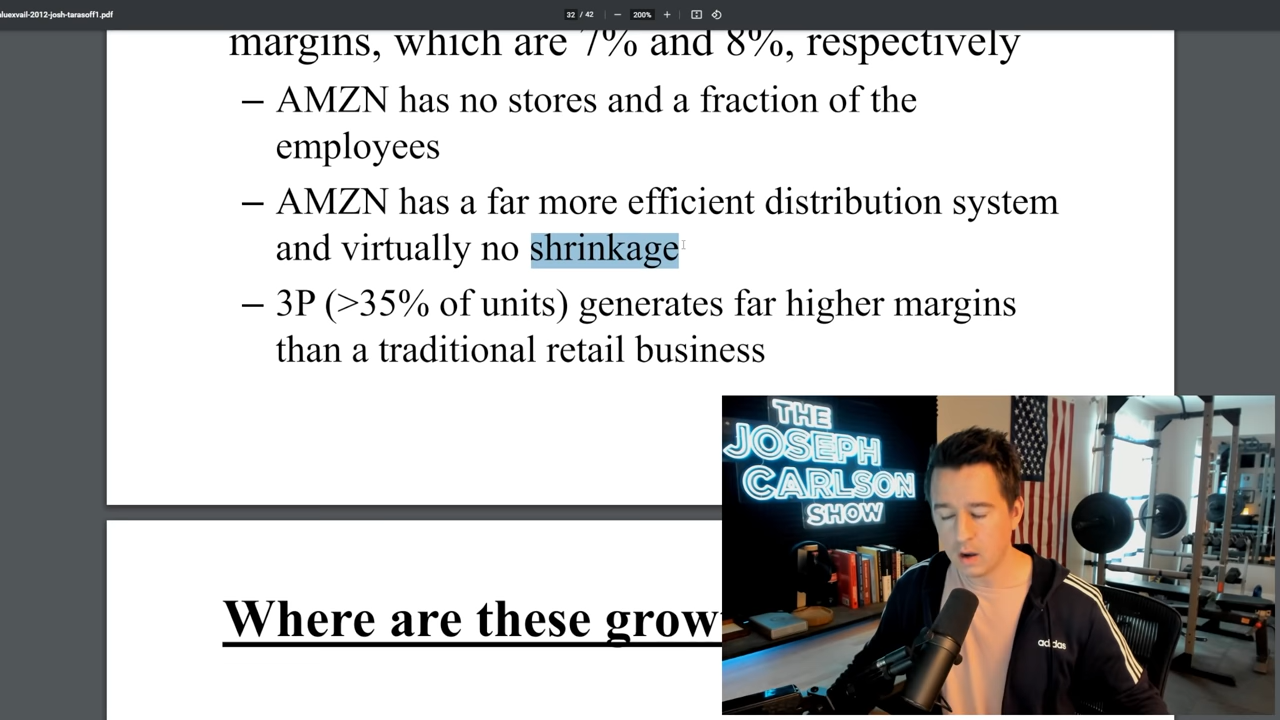 luexvail-2012-josh-tarasoff1.pdf
32 / 42
200%
margins, which are 7% and 8%, respectively
– AMZN has no stores and a fraction of the
employees
– AMZN has a far more efficient distribution system
and virtually no shrinkage
– 3P (>35% of units) generates far higher margins
than a traditional retail business
Where are these grow
THE
JOSEPH
CARLSON
SHOW
adidas